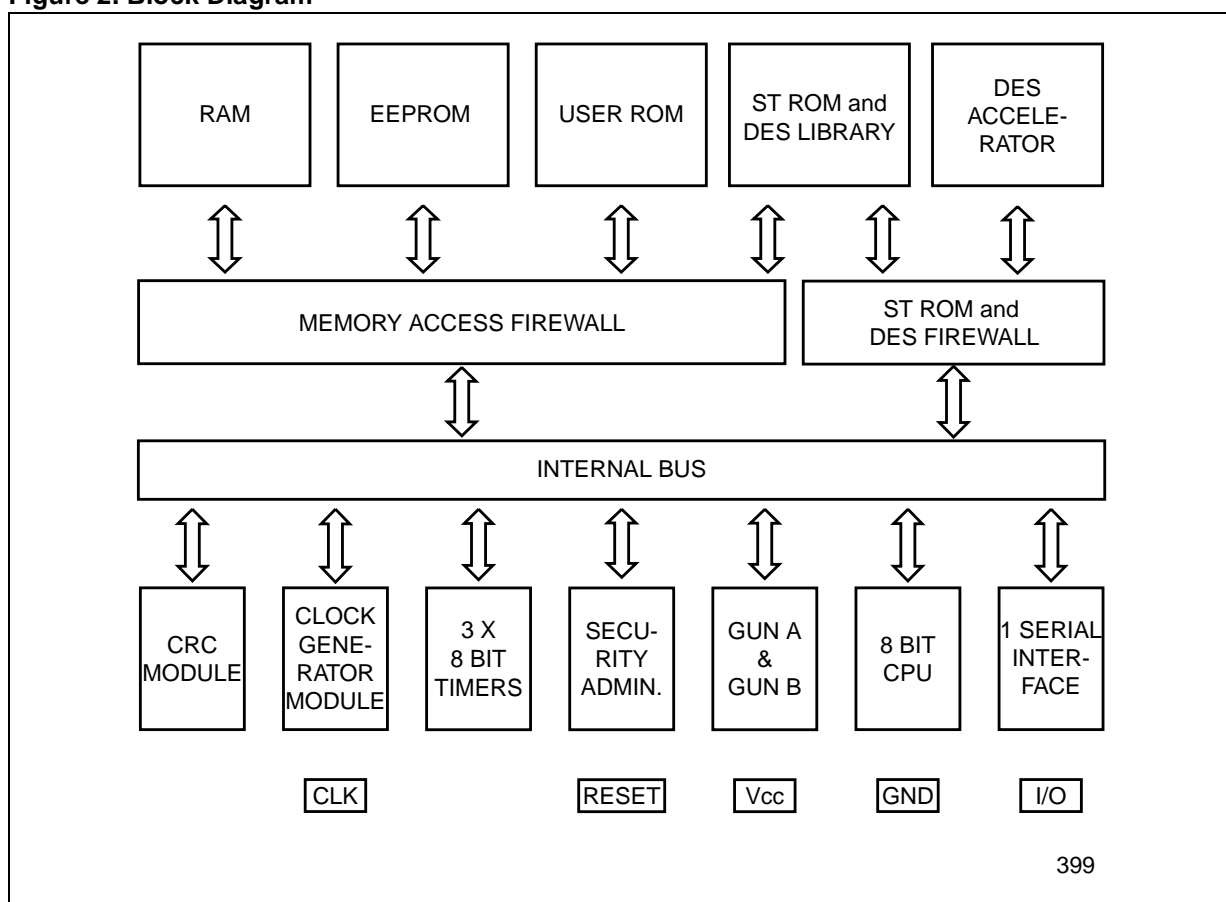 Figure 2. Block Diagram
RAM
EEPROM
USER ROM
ST ROM and
DES LIBRARY
DES
ACCELE-
RATOR
MEMORY ACCESS FIREWALL
ST ROM and
DES FIREWALL
INTERNAL BUS
CRC
MODULE
CLOCK
GENE-
RATOR
MODULE
3 X
8 BIT
TIMERS
SECU-
RITY
ADMIN.
GUN A
&
GUN B
8 BIT
CPU
1 SERIAL
INTER-
FACE
CLK
RESET
Vcc
GND
I/O
399